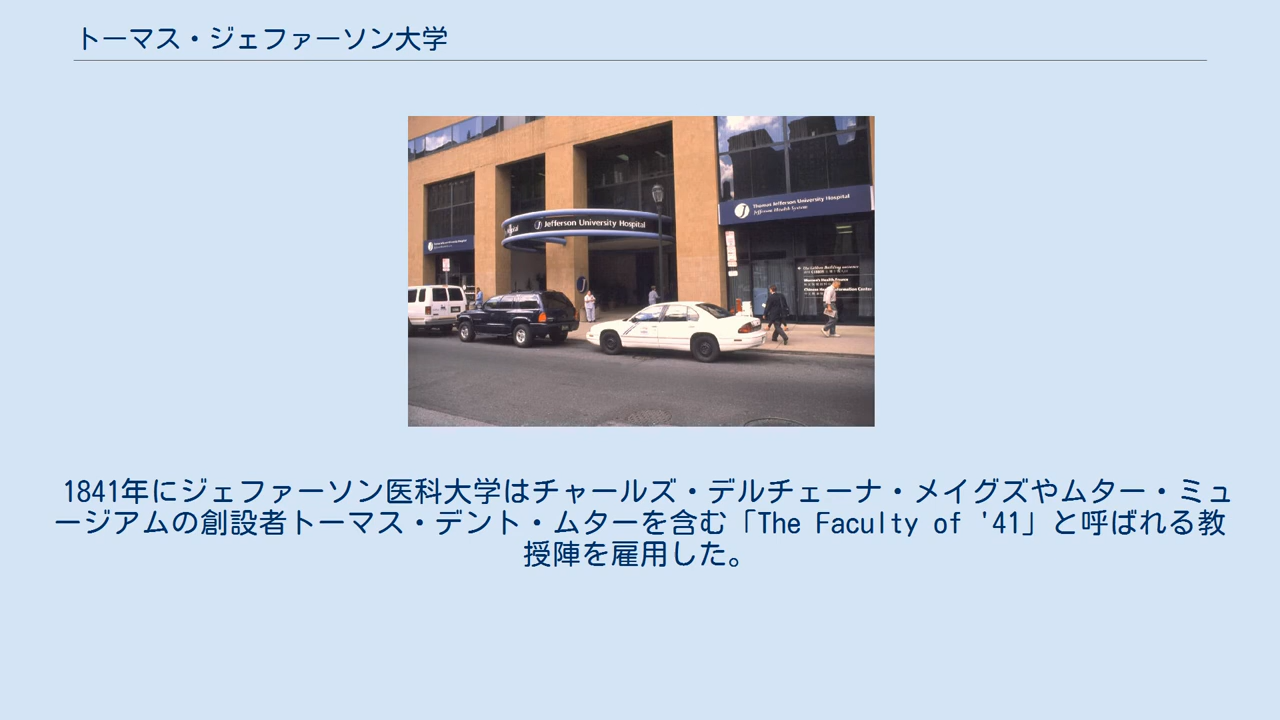 トーマス・ジェファーソン大学
Jefferson University Hospital
Thomas Jefferson University Hospital
Jefferson Health System
1841年にジェファーソン医科大学はチャールズ・デルチェーナ・メイグズやムター・ミュ
ージアムの創設者トーマス・デント・ムターを含む「The Faculty of '41」と呼ばれる教
授陣を雇用した。